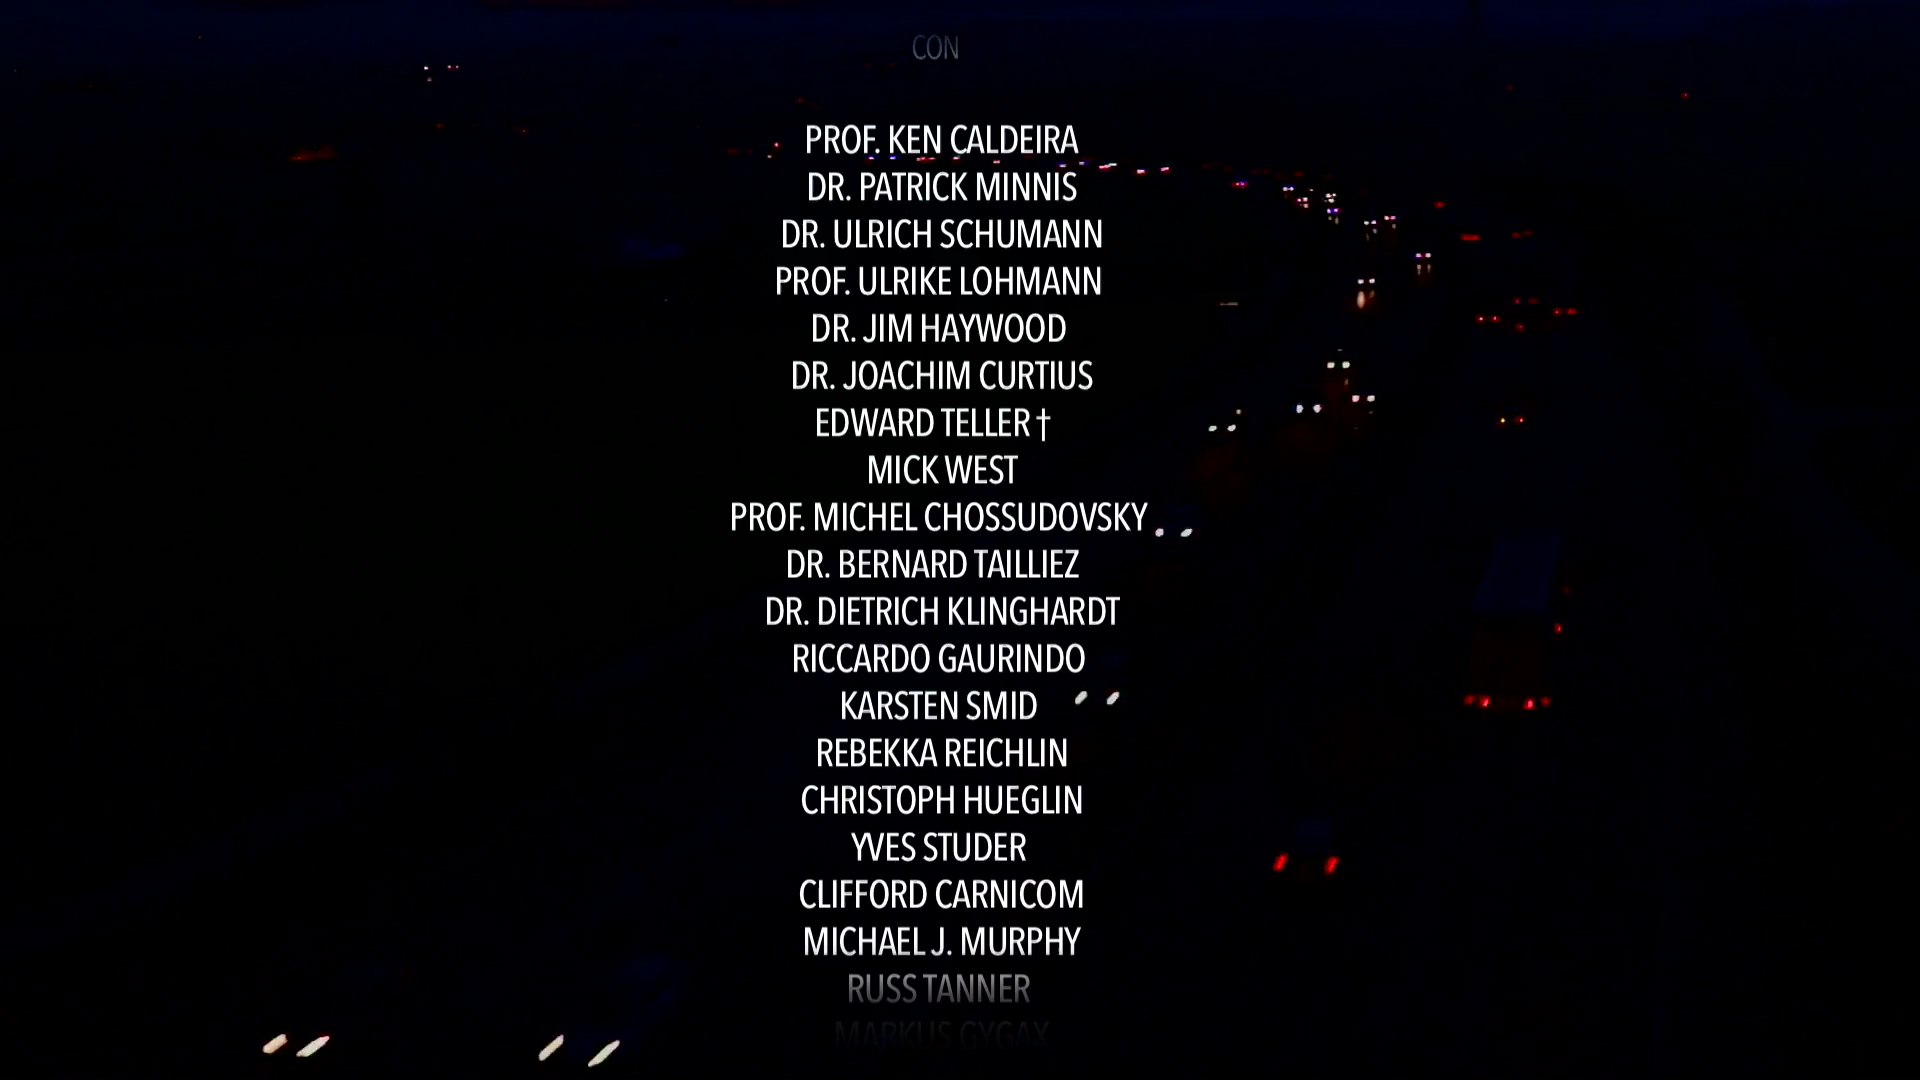 CON
PROF. KEN CALDEIRA
DR. PATRICK MINNIS
DR. ULRICH SCHUMANN
PROF. ULRIKE LOHMANN
DR. JIM HAYWOOD
DR. JOACHIM CURTIUS
EDWARD TELLER †
MICK WEST
PROF. MICHEL CHOSSUDOVSKY
DR. BERNARD TAILLIEZ
DR. DIETRICH KLINGHARDT
RICCARDO GAURINDO
KARSTEN SMID
REBEKKA REICHLIN
CHRISTOPH HUEGLIN
YVES STUDER
CLIFFORD CARNICOM
MICHAEL J. MURPHY
RUSS TANNER
MARKUS GYGAX